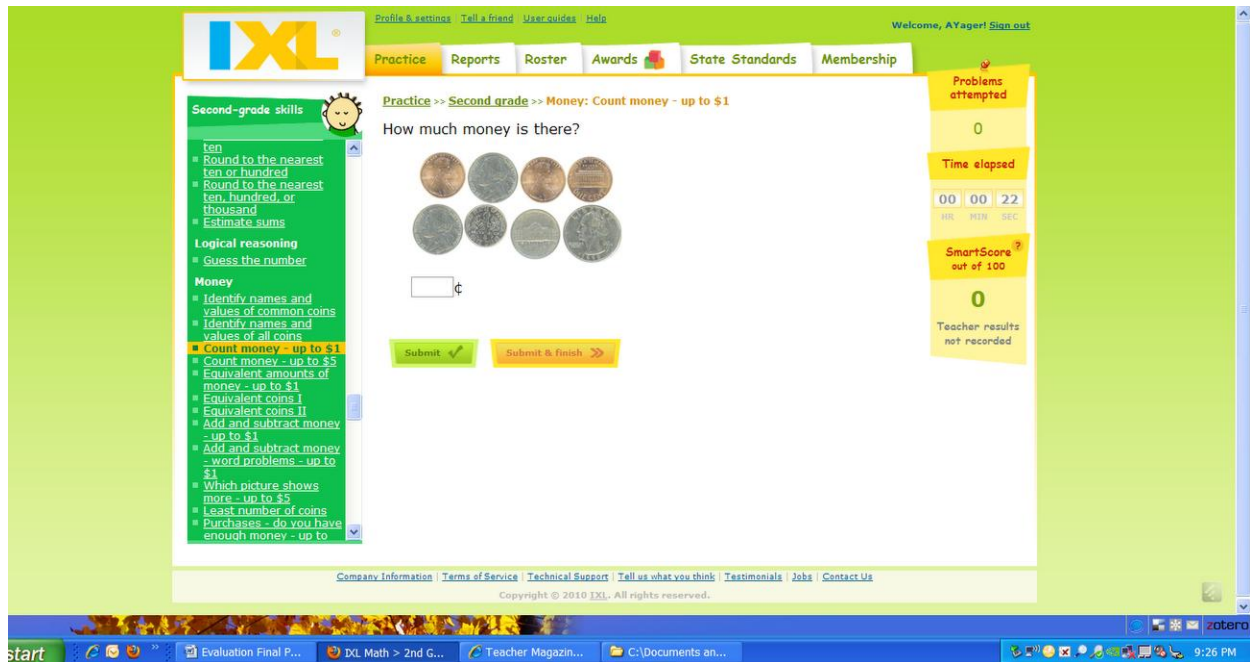 IXL ®
Profile & settings | Tell a friend | User guides | Help
Welcome, AYager! Sign out
Practice Reports Roster Awards State Standards Membership
Second-grade skills
ten
Round to the nearest
ten or hundred
Round to the nearest
ten, hundred, or
thousand
Estimate sums
Logical reasoning
Guess the number
Money
Identify names and
values of common coins
Identify names and
values of all coins
Count money - up to $1
Count money - up to $5
Equivalent amounts of
money - up to $1
Equivalent coins I
Equivalent coins II
Add and subtract money
- up to $1
Add and subtract money
- word problems - up to
$1
Which picture shows
more - up to $5
Least number of coins
Purchases - do you have
enough money - up to
Practice >> Second grade >> Money: Count money - up to $1
How much money is there?
¢
Submit
Submit & finish
Problems
attempted
0
Time elapsed
00 00 22
HR MIN SEC
SmartScore ?
out of 100
0
Teacher results
not recorded
Company Information | Terms of Service | Technical Support | Tell us what you think | Testimonials | Jobs | Contact Us
Copyright © 2010 IXL. All rights reserved.
zotero
start
Evaluation Final P...
IXL Math > 2nd G...
Teacher Magazin...
C:\Documents an...
9:26 PM